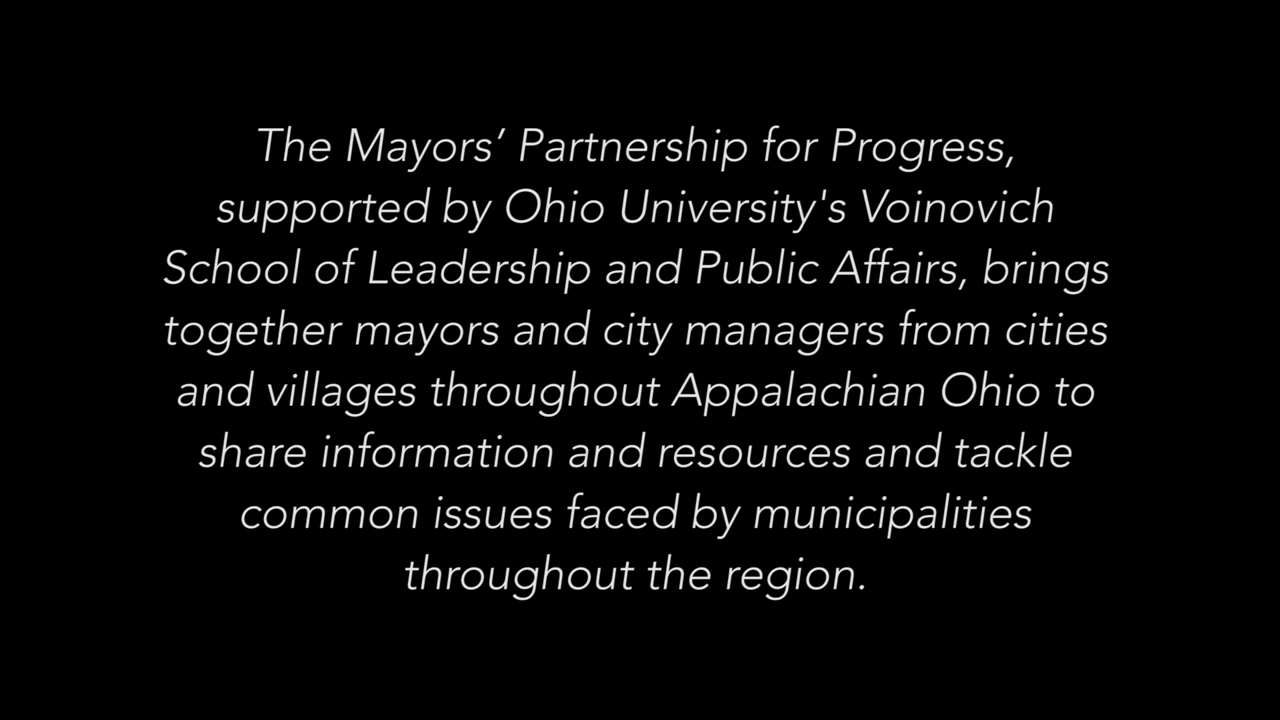 The Mayors’ Partnership for Progress,
supported by Ohio University's Voinovich
School of Leadership and Public Affairs, brings
together mayors and city managers from cities
and villages throughout Appalachian Ohio to
share information and resources and tackle
common issues faced by municipalities
throughout the region.